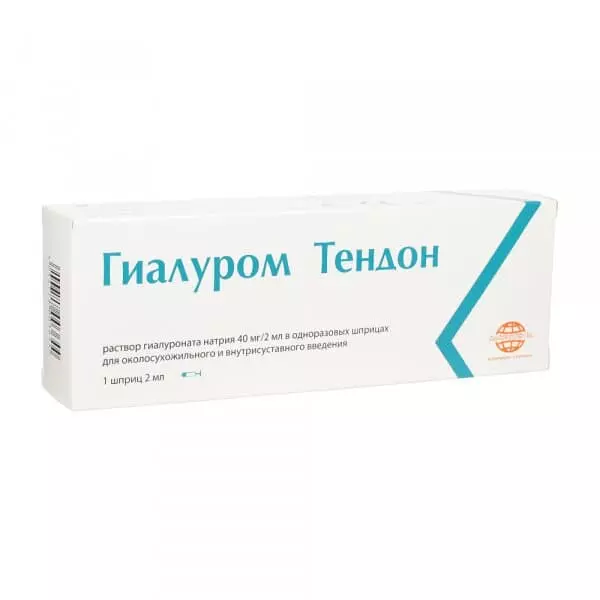 Гиалуром Тендон
раствор гиалуроната натрия 40 мг/2 мл в одноразовых шприцах
для околосухожильного и внутрисуставного введения
1 шприц 2 мл